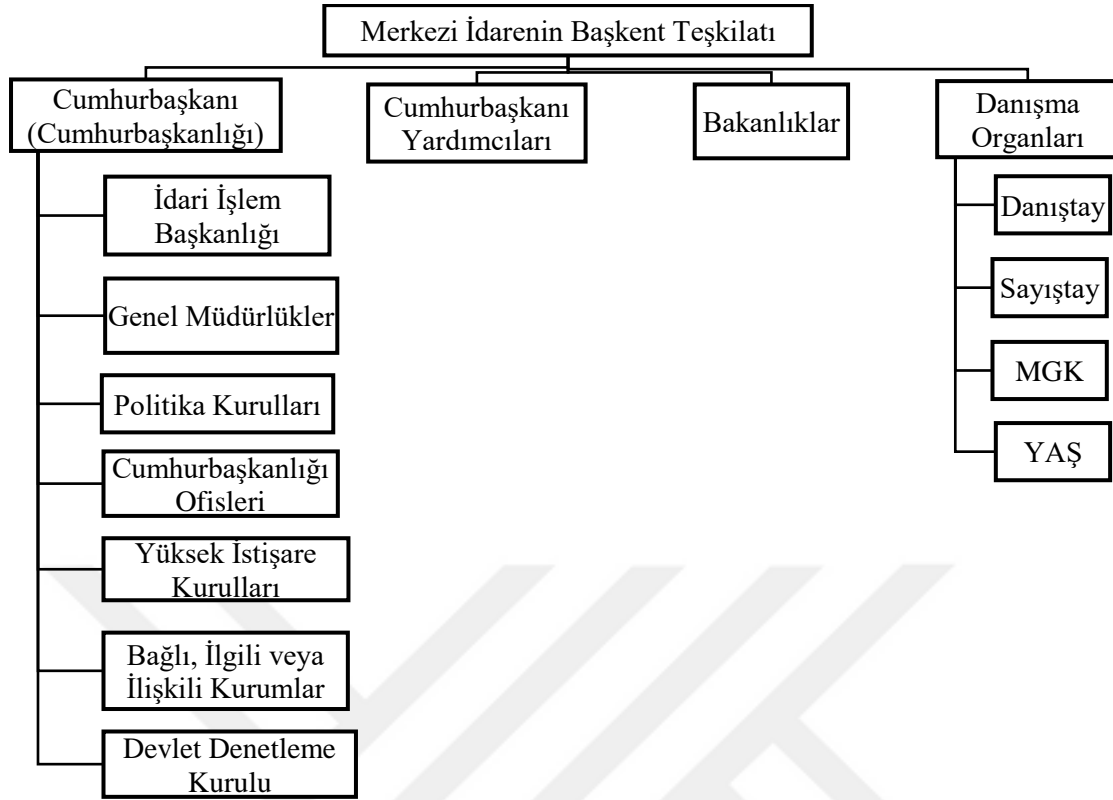 Merkezi İdarenin Başkent Teşkilatı
Cumhurbaşkanı
(Cumhurbaşkanlığı)
Cumhurbaşkanı
Yardımcıları
Bakanlıklar
Danışma
Organları
İdari İşlem
Başkanlığı
Genel Müdürlükler
Politika Kurulları
Cumhurbaşkanlığı
Ofisleri
Yüksek İstişare
Kurulları
Bağlı, İlgili veya
İlişkili Kurumlar
Devlet Denetleme
Kurulu
Danıştay
Sayıştay
MGK
YAŞ